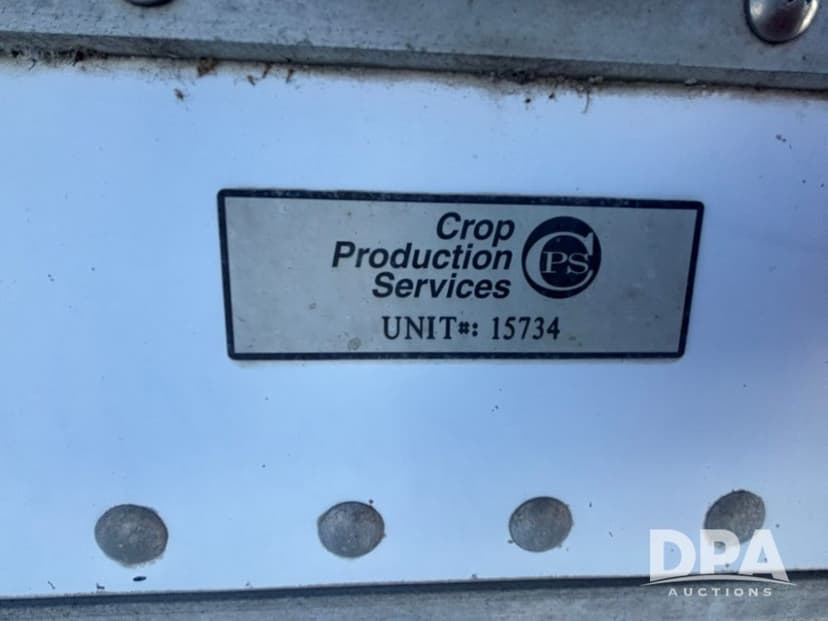 Crop
Production
Services
CPS
UNIT#: 15734
DPA
AUCTIONS